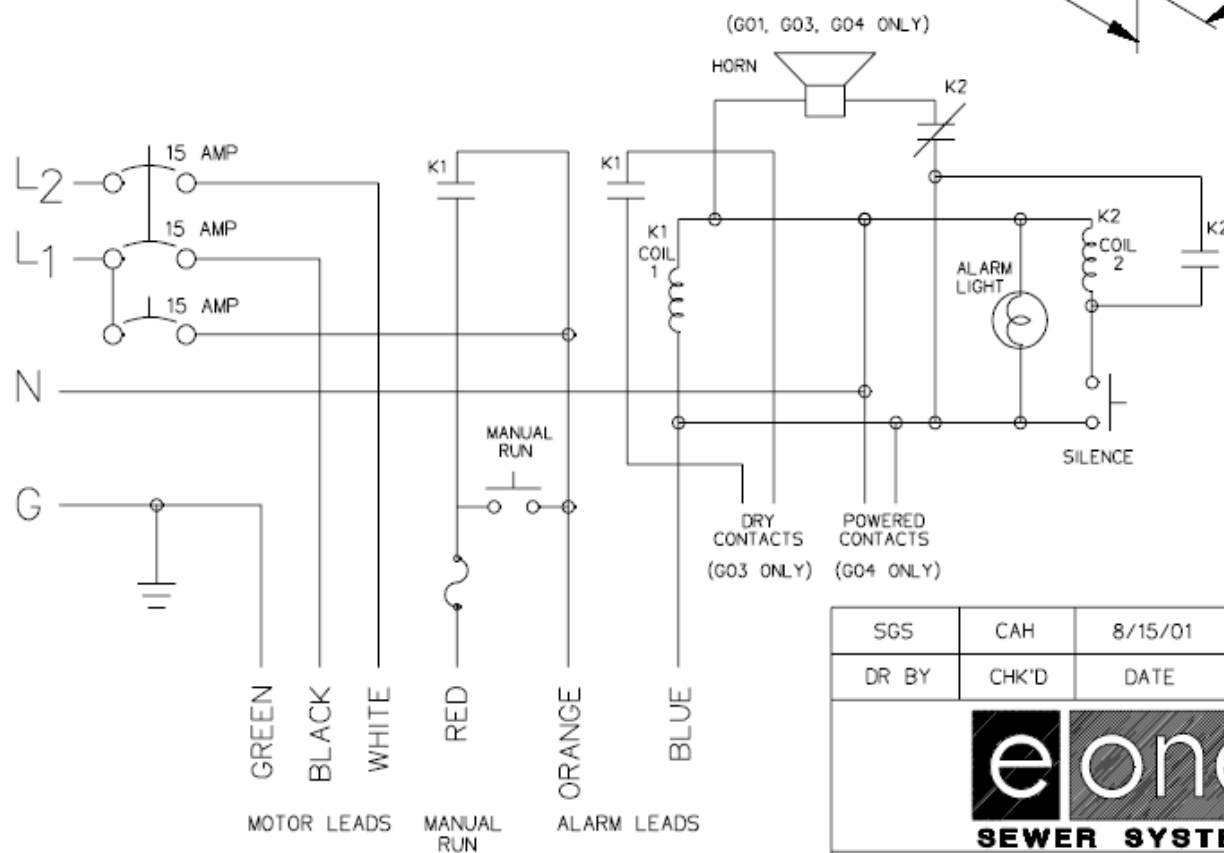 (G01, G03, G04 ONLY)
HORN
K2
15 AMP
L2
K1
K1
15 AMP
L1
K1
COIL
1
K2
COIL
2
K2
ALARM
LIGHT
15 AMP
N
MANUAL
RUN
SILENCE
G
DRY
CONTACTS
(G03 ONLY)
POWERED
CONTACTS
(G04 ONLY)
GREEN
BLACK
WHITE
RED
ORANGE
BLUE
MOTOR LEADS
MANUAL
RUN
ALARM LEADS
SGS CAH 8/15/01
DR BY CHK'D DATE
e one
SEWER SYST